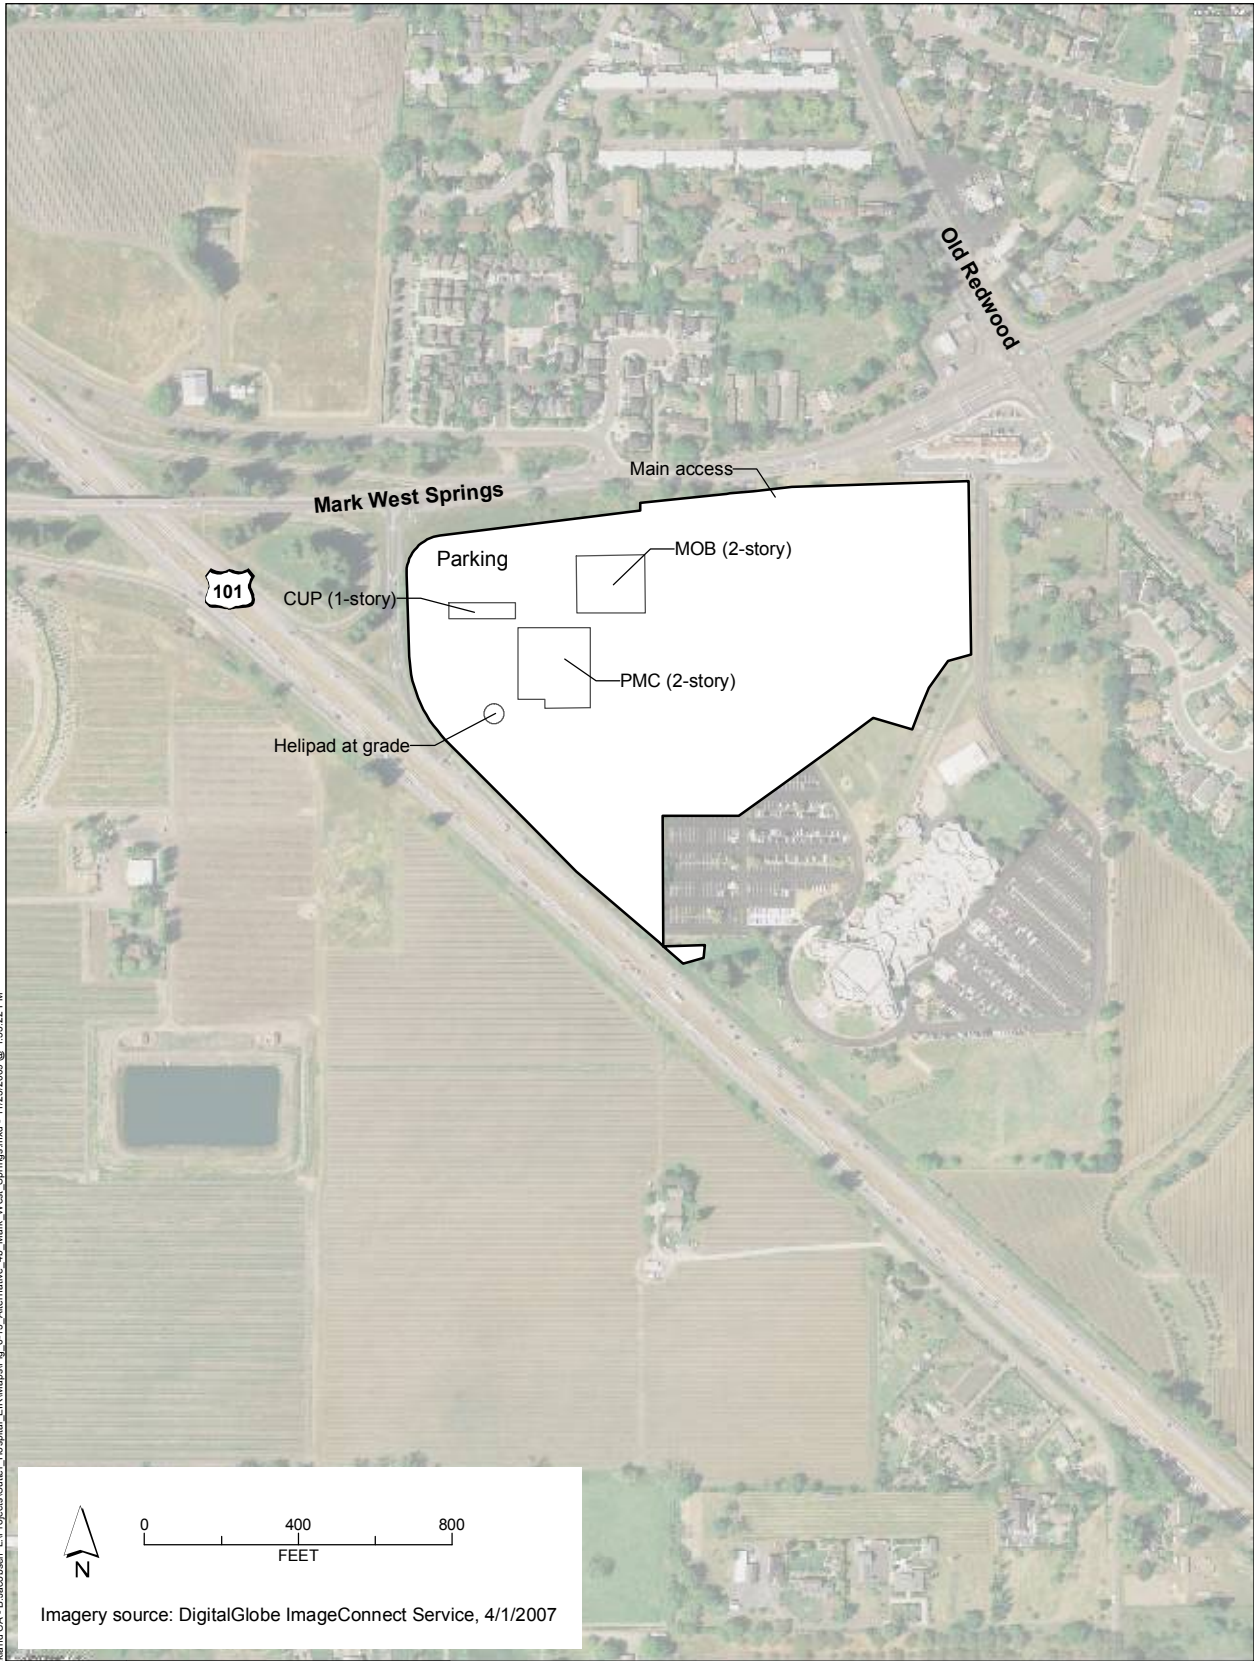 Old Redwood
Main access
Mark West Springs
Parking
MOB (2-story)
101
CUP (1-story)
PMC (2-story)
Helipad at grade
0 400 800
FEET
N
Imagery source: DigitalGlobe ImageConnect Service, 4/1/2007